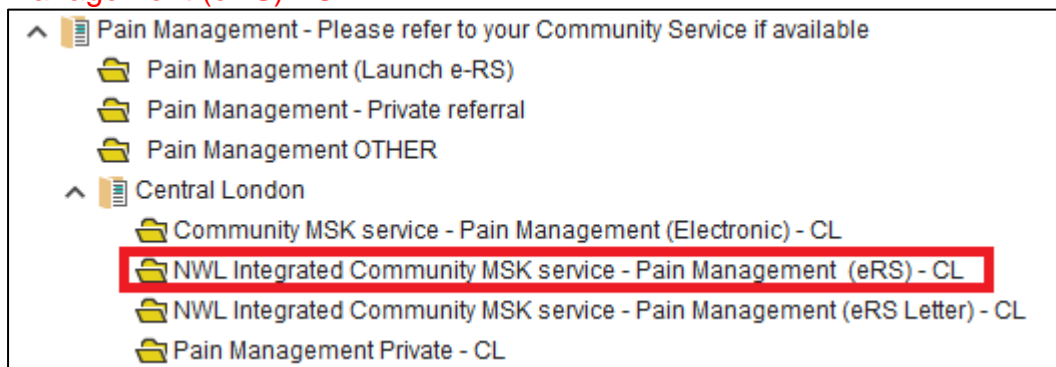 Pain Management - Please refer to your Community Service if available
Pain Management (Launch e-RS)
Pain Management - Private referral
Pain Management OTHER
Central London
Community MSK service - Pain Management (Electronic) - CL
NWL Integrated Community MSK service - Pain Management (eRS) - CL
NWL Integrated Community MSK service - Pain Management (eRS Letter) - CL
Pain Management Private - CL